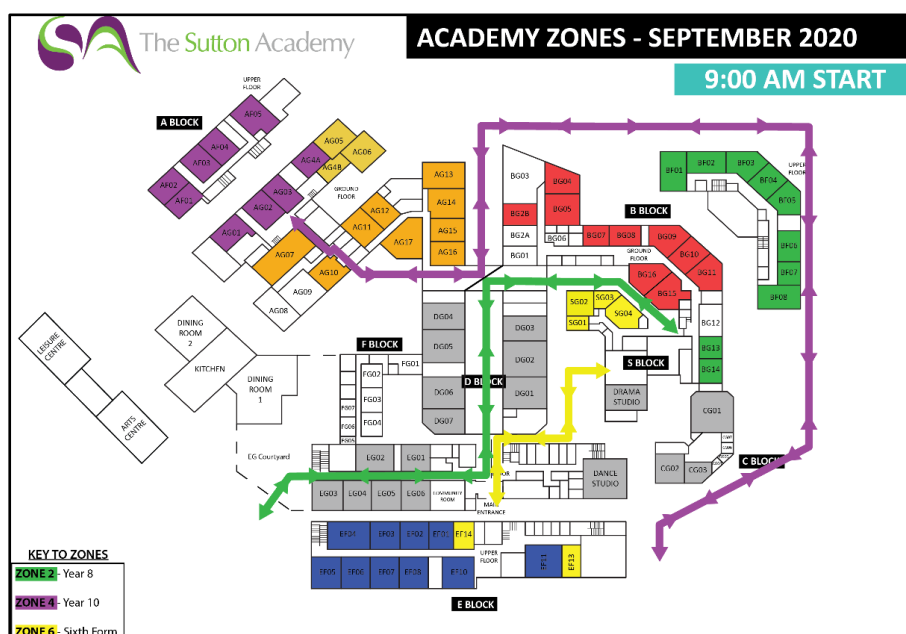 The Sutton Academy
ACADEMY ZONES - SEPTEMBER 2020
9:00 AM START
UPPER
FLOOR
A BLOCK
AF05
AF04
AF03
AF02
AF01
AG05
AG06
AG4A
AG4B
AG03
AG02
AG01
GROUND
FLOOR
AG13
AG14
AG15
AG16
AG12
AG11
AG17
AG07
AG10
AG09
AG08
BG03
BG04
BG05
BG2B
BG2A
BG06
BG01
B BLOCK
BG07
BG08
BG09
BG10
BG11
GROUND
FLOOR
BG16
BG15
BG12
BG13
BG14
BF01
BF02
BF03
BF04
BF05
UPPER
FLOOR
BF06
BF07
BF08
SG02
SG03
SG04
SG01
S BLOCK
DRAMA
STUDIO
DG04
DG05
DG06
DG07
DG03
DG02
DG01
D BLOCK
F BLOCK
FG01
FG02
FG03
FG04
FG07
FG06
FG05
LEISURE
CENTRE
ARTS
CENTRE
DINING
ROOM
2
KITCHEN
DINING
ROOM
1
EG Courtyard
EG02
EG01
EG03
EG04
EG05
EG06
COMMUNITY
ROOM
MAIN
ENTRANCE
DANCE
STUDIO
CG01
CG02
CG03
C BLOCK
EF04
EF03
EF02
EF01
EF14
EF05
EF06
EF07
EF08
EF10
UPPER
FLOOR
EF11
EF13
E BLOCK
KEY TO ZONES
ZONE 2 - Year 8
ZONE 4 - Year 10
ZONE 6 - Sixth Form